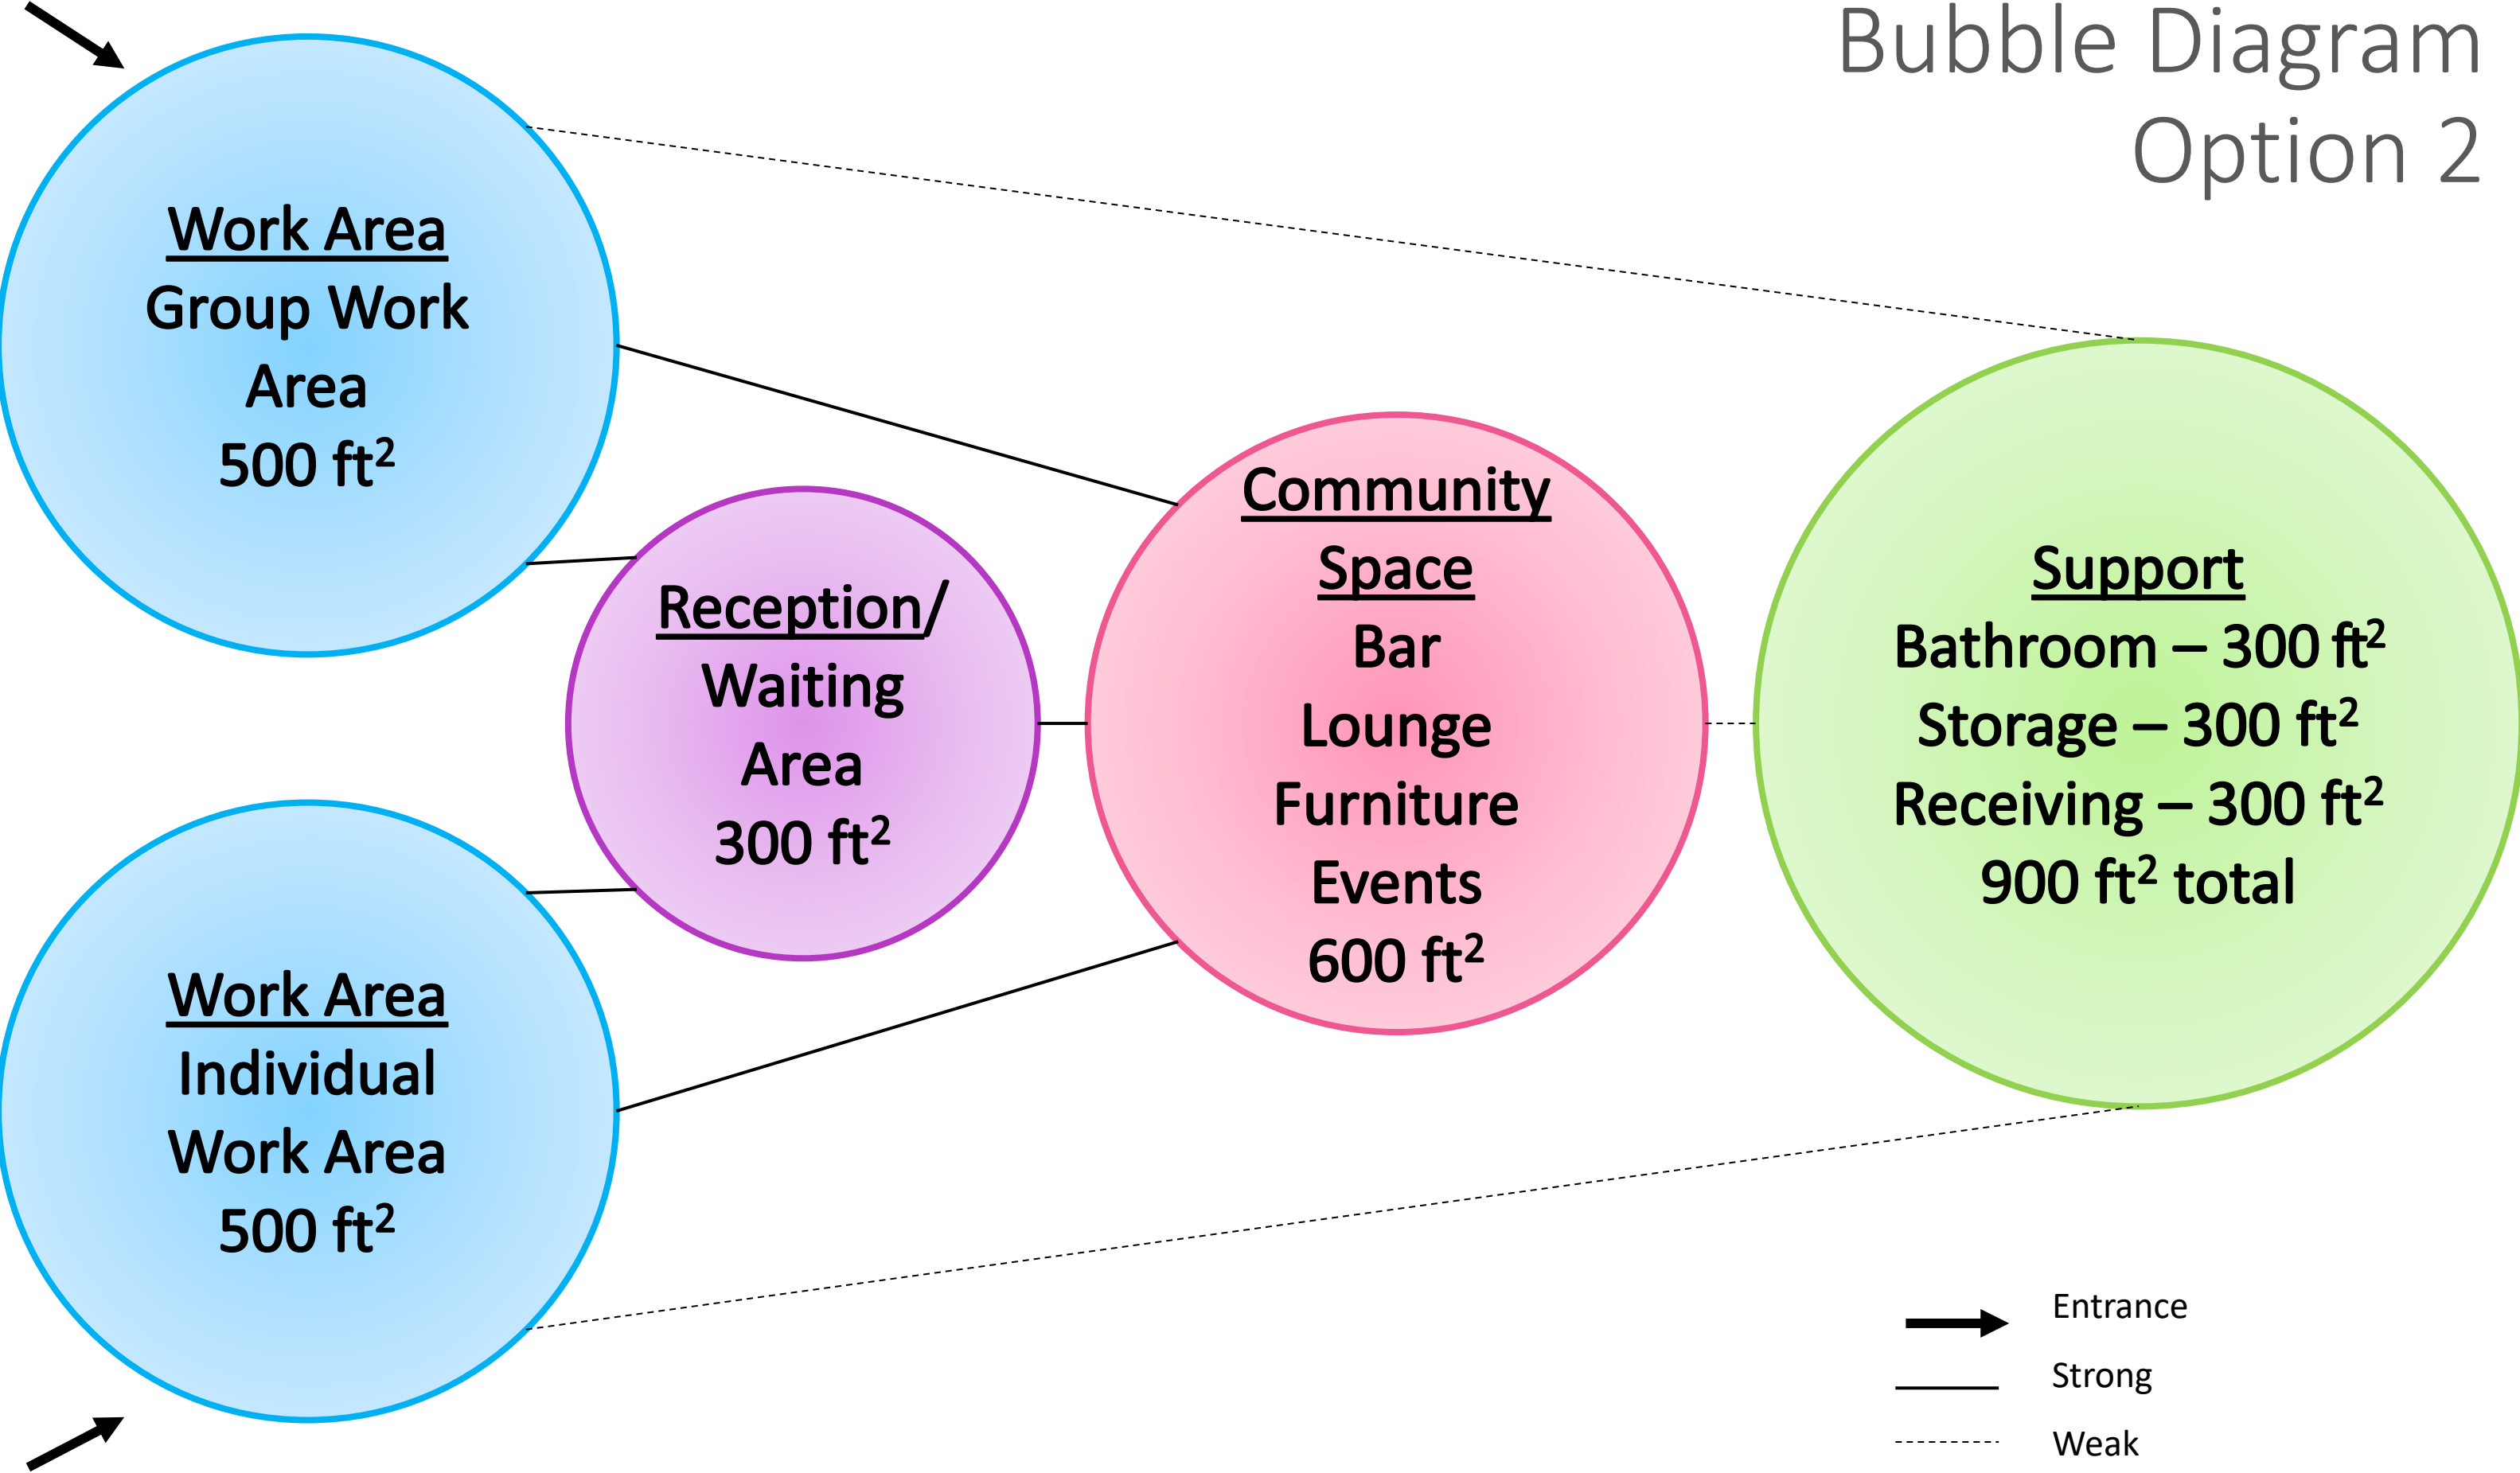 Bubble Diagram
Option 2
Work Area
Group Work
Area
500 ft²
Reception/
Waiting
Area
300 ft²
Community
Space
Bar
Lounge
Furniture
Events
600 ft²
Support
Bathroom – 300 ft²
Storage – 300 ft²
Receiving – 300 ft²
900 ft² total
Work Area
Individual
Work Area
500 ft²
Entrance
Strong
Weak